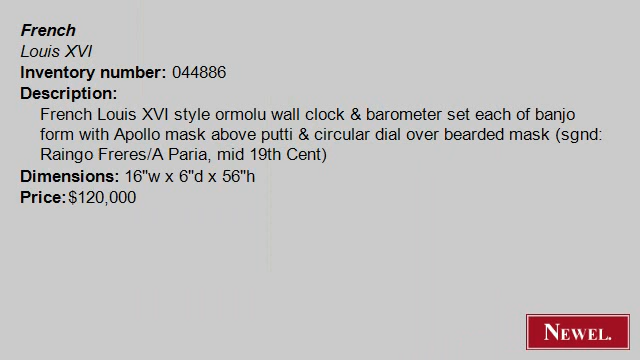 French
Louis XVI
Inventory number: 044886
Description:
French Louis XVI style ormolu wall clock & barometer set each of banjo
form with Apollo mask above putti & circular dial over bearded mask (sgnd:
Raingo Freres/A Paria, mid 19th Cent)
Dimensions: 16"w x 6"d x 56"h
Price:$120,000
NEWEL.